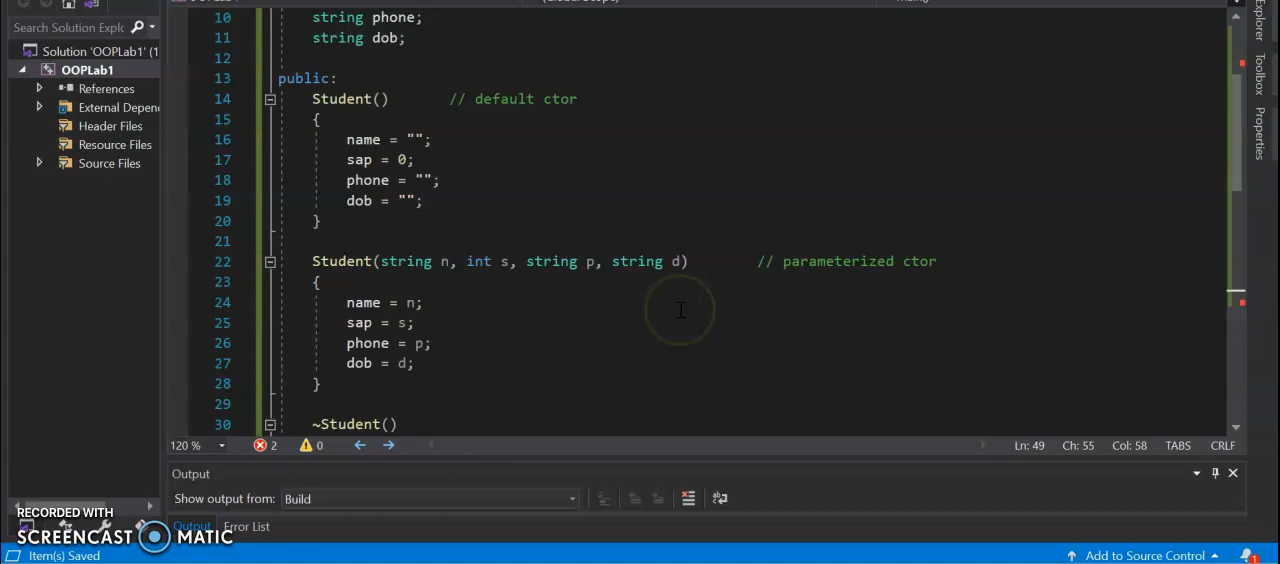 Search Solution Explc
Solution 'OOPLab1' (1
OOPLab1
References
External Depen
Header Files
Resource Files
Source Files
10 string phone;
11 string dob;
12
13 public:
14 Student() // default ctor
15 {
16 name = "";
17 sap = 0;
18 phone = "";
19 dob = "";
20 }
21
22 Student(string n, int s, string p, string d) // parameterized ctor
23 {
24 name = n;
25 sap = s;
26 phone = p;
27 dob = d;
28 }
29
30 ~Student()
120 % 2 0 Ln: 49 Ch: 55 Col: 58 TABS CRLF
Output
Show output from: Build
Output Error List
Item(s) Saved Add to Source Control 1
Explorer
Toolbox
Properties
RECORDED WITH
SCREENCAST MATIC